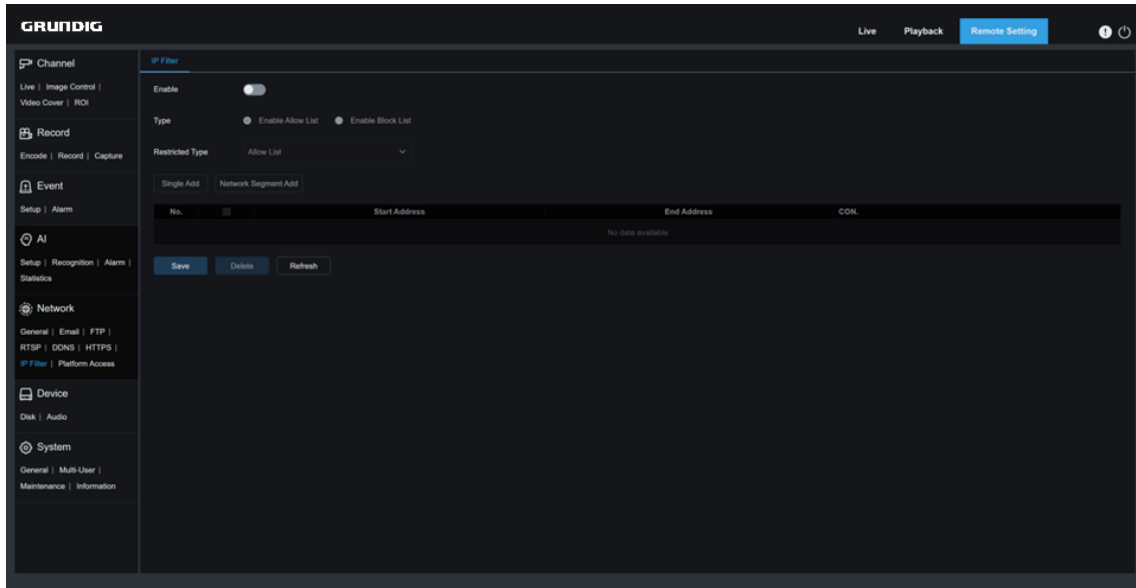 GRUNDIG
Live Playback Remote Setting
Channel
Live | Image Control |
Video Cover | ROI
Record
Encode | Record | Capture
Event
Setup | Alarm
AI
Setup | Recognition | Alarm |
Statistics
Network
General | Email | FTP |
RTSP | DDNS | HTTPS |
IP Filter | Platform Access
Device
Disk | Audio
System
General | Multi-User |
Maintenance | Information
IP Filter
Enable
Type Enable Allow List Enable Block List
Restricted Type Allow List
Single Add Network Segment Add
No. Start Address End Address CON.
No data available
Save Delete Refresh